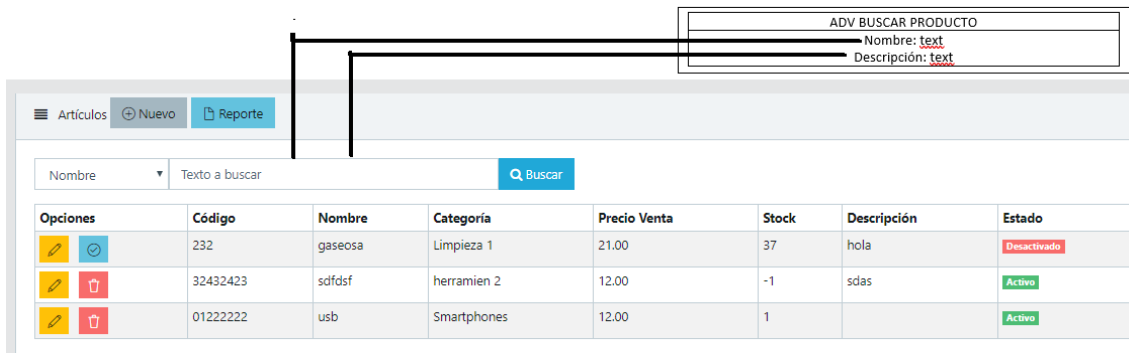 ADV BUSCAR PRODUCTO
Nombre: text
Descripción: text
Artículos Nuevo Reporte
Nombre Texto a buscar Buscar
Opciones Código Nombre Categoría Precio Venta Stock Descripción Estado
232 gaseosa Limpieza 1 21.00 37 hola Desactivado
32432423 sdfdsf herramien 2 12.00 -1 sdas Activo
01222222 usb Smartphones 12.00 1 Activo